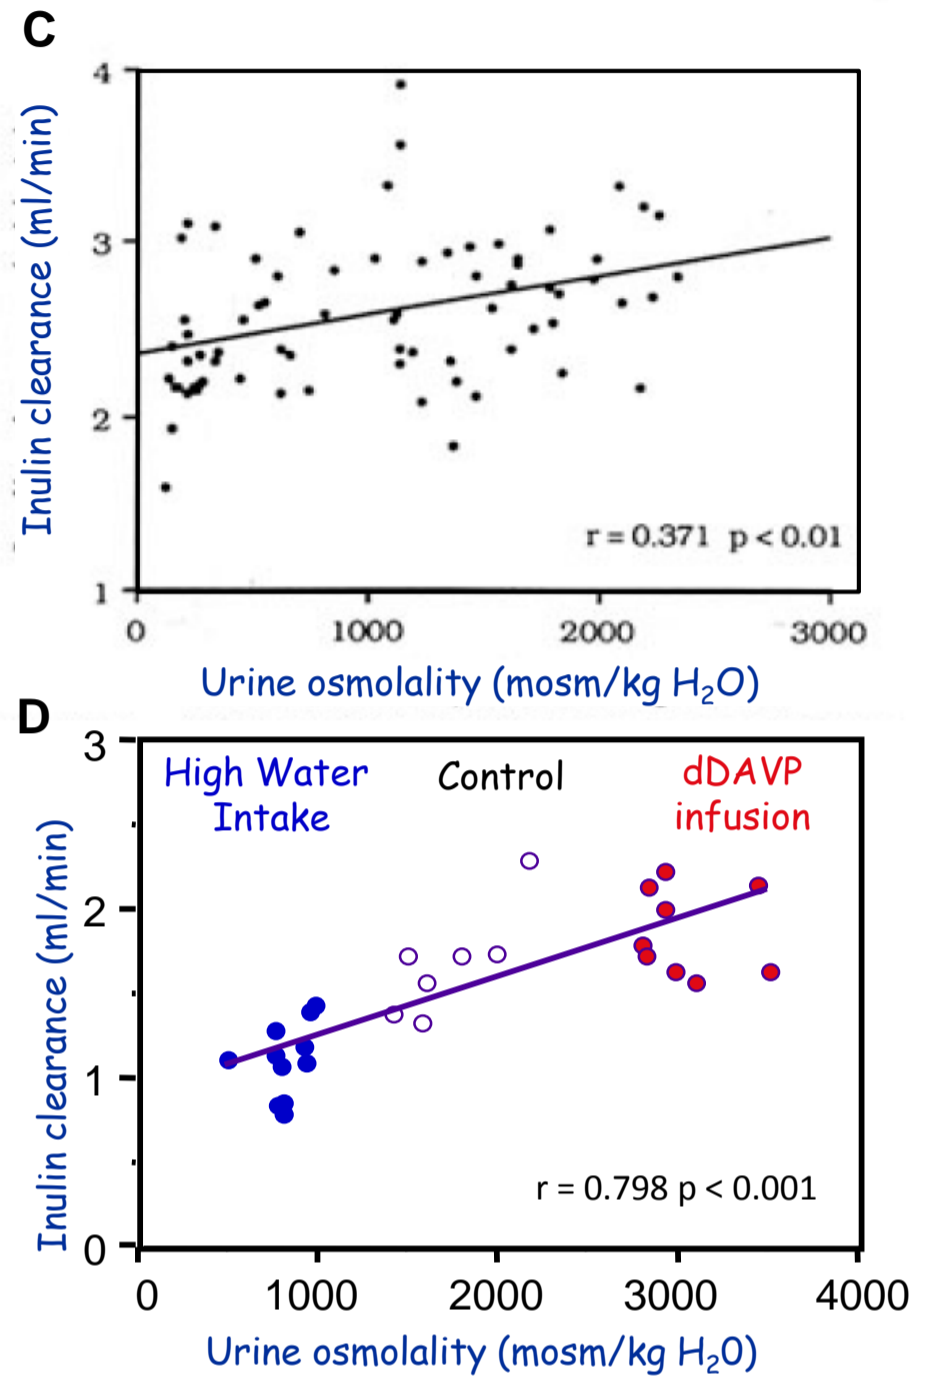 C
Inulin clearance (ml/min)
4
3
2
1
r = 0.371 p < 0.01
0 1000 2000 3000
Urine osmolality (mosm/kg H₂O)
D
Inulin clearance (ml/min)
3
2
1
0
High Water
Intake
Control
dDAVP
infusion
r = 0.798 p < 0.001
0 1000 2000 3000 4000
Urine osmolality (mosm/kg H₂0)